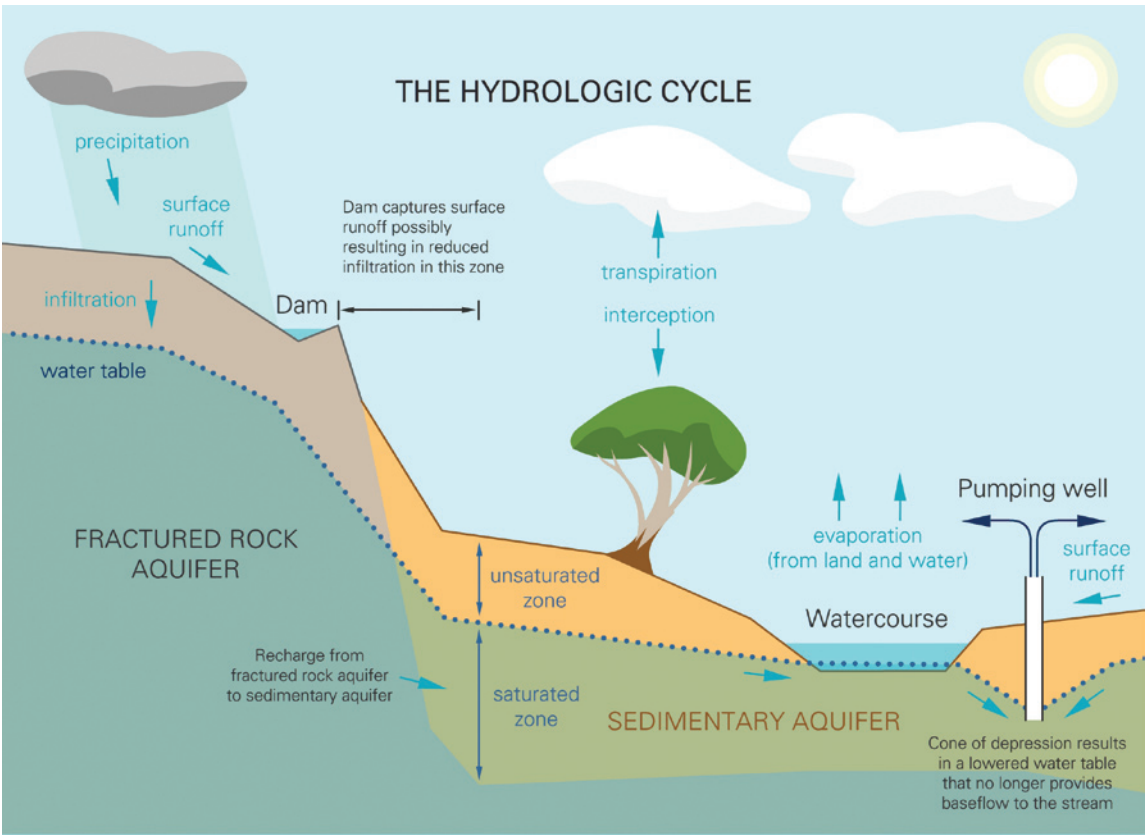 THE HYDROLOGIC CYCLE
precipitation
surface
runoff
Dam captures surface
runoff possibly
resulting in reduced
infiltration in this zone
transpiration
infiltration
Dam
interception
water table
FRACTURED ROCK
AQUIFER
unsaturated
zone
evaporation
(from land and water)
Pumping well
surface
runoff
Watercourse
Recharge from
fractured rock aquifer
to sedimentary aquifer
saturated
zone
SEDIMENTARY AQUIFER
Cone of depression results
in a lowered water table
that no longer provides
baseflow to the stream